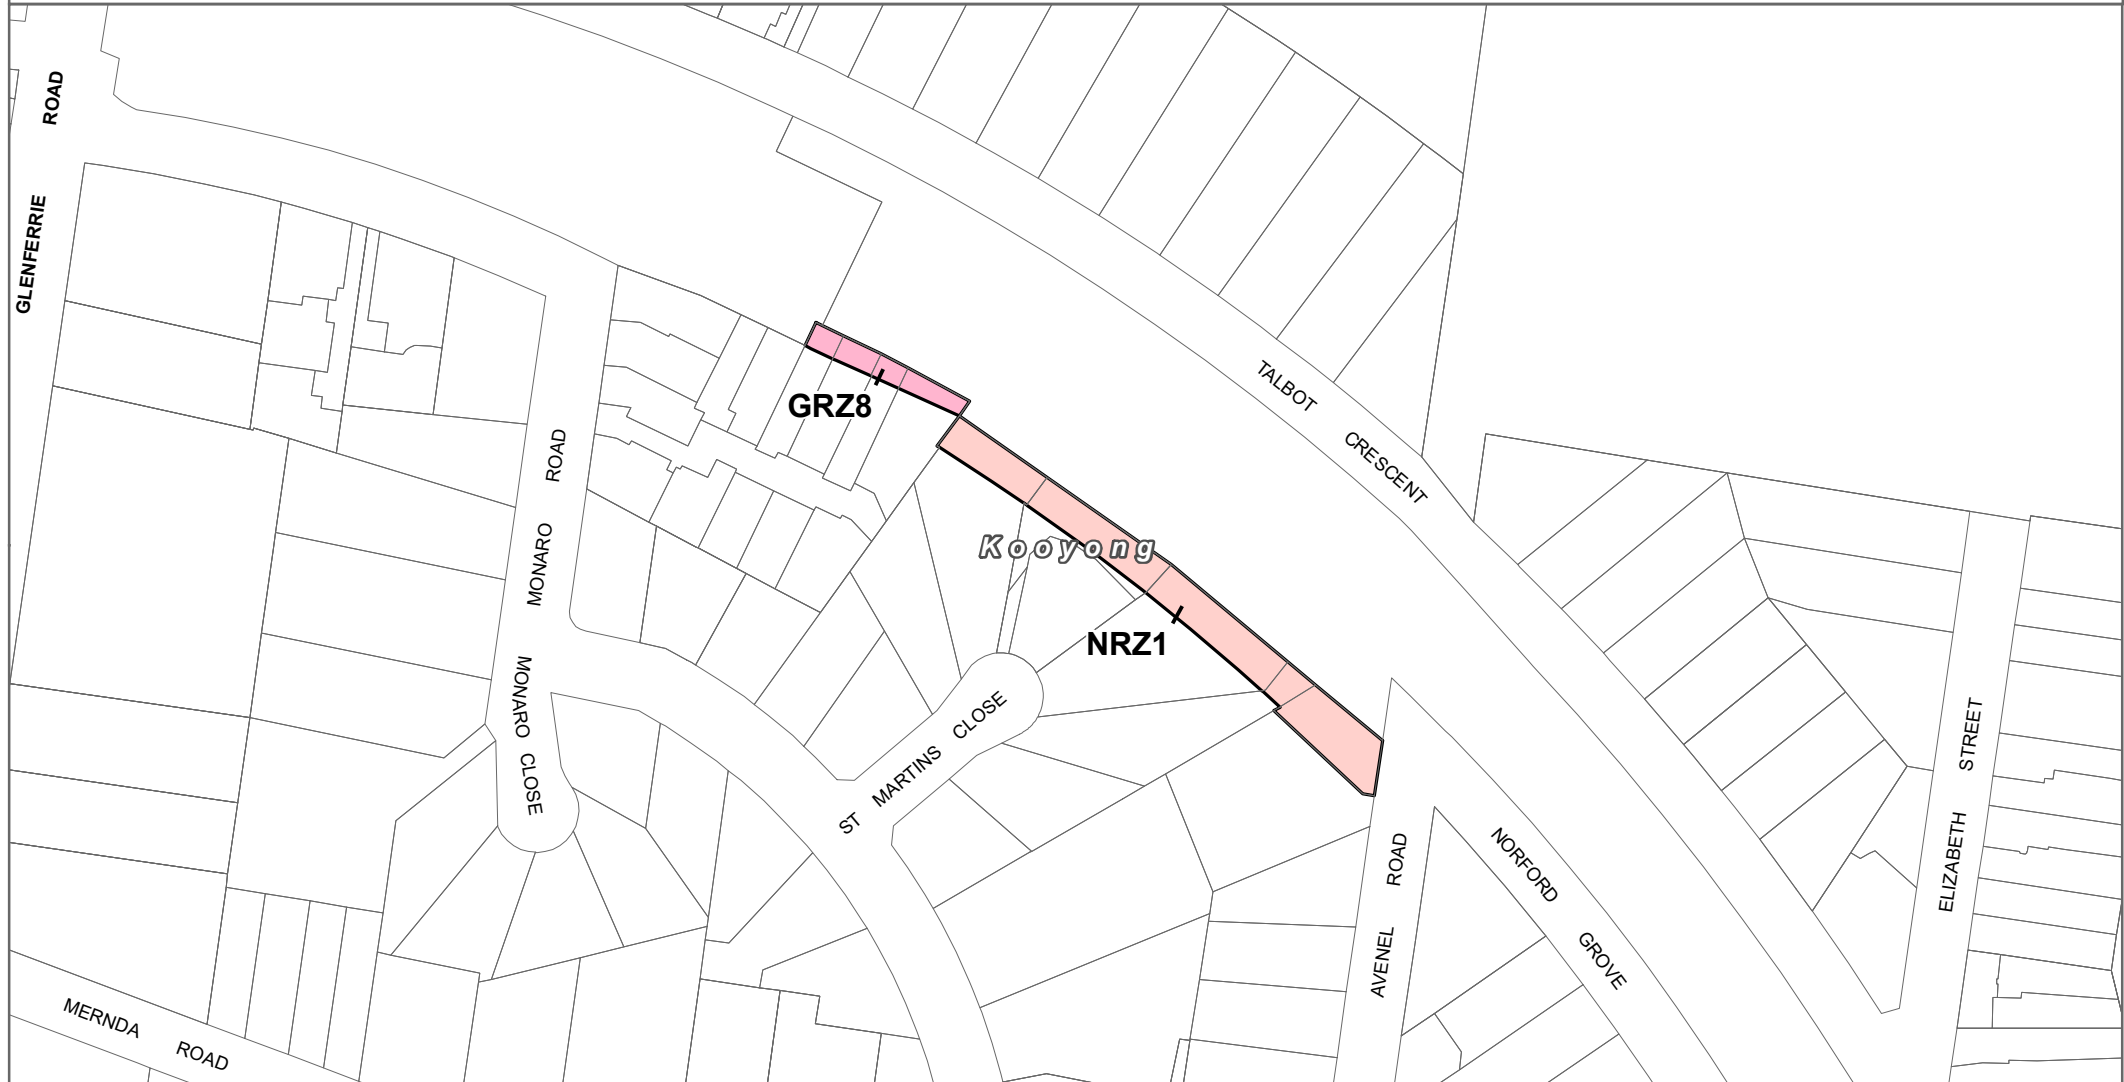 GLENFERRIE ROAD
MONARO ROAD
MONARO CLOSE
MERNDA ROAD
GRZ8
Kooyong
NRZ1
ST MARTINS CLOSE
TALBOT CRESCENT
AVENEL ROAD
NORFORD GROVE
ELIZABETH STREET